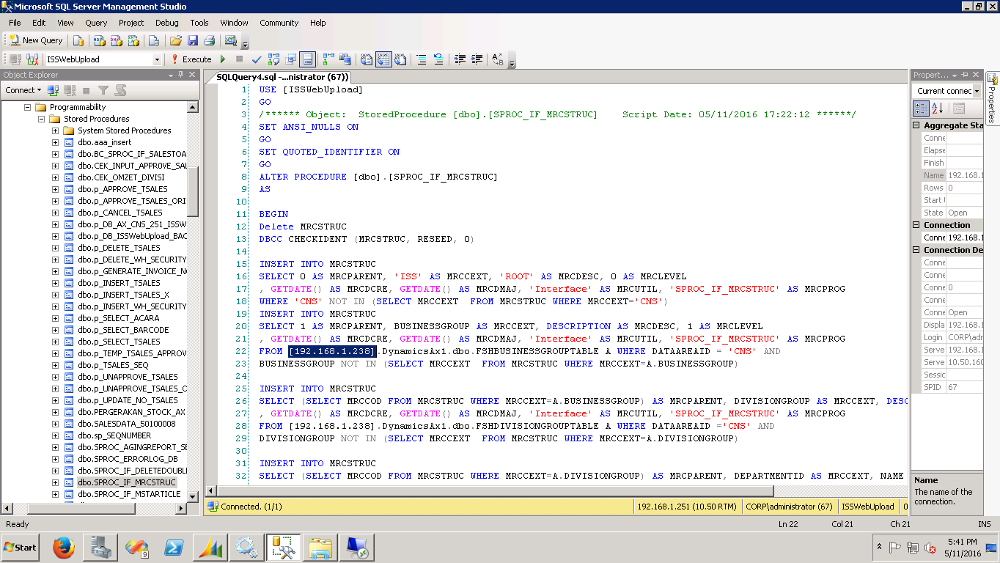 Microsoft SQL Server Management Studio
File Edit View Query Project Debug Tools Window Community Help
New Query
ISSWebUpload Execute
Object Explorer
Connect
Programmability
Stored Procedures
System Stored Procedures
dbo.aaa_insert
dbo.BC_SPROC_IF_SALESTOA
dbo.CEK_INPUT_APPR0VE_SAL
dbo.CEK_OMZET_DIVISI
dbo.p_APPROVE_TSALES
dbo.p_APPROVE_TSALES_ORI
dbo.p_CANCEL_TSALES
dbo.p_DB_AX_CNS_251_ISSW
dbo.p_DB_ISSWebUpload_BAC
dbo.p_DELETE_TSALES
dbo.p_DELETE_WH_SECURITY
dbo.p_GENERATE_INVOICE_N
dbo.p_INSERT_TSALES
dbo.p_INSERT_TSALES_X
dbo.p_INSERT_WH_SECURITY
dbo.p_SELECT_ACARA
dbo.p_SELECT_BARCODE
dbo.p_SELECT_TSALES
dbo.p_TEMP_TSALES_APPROV
dbo.p_TSALES_SEQ
dbo.p_UNAPPROVE_TSALES
dbo.p_UNAPPROVE_TSALES_O
dbo.p_UPDATE_NO_TSALES
dbo.PERGERAKAN_STOCK_AX
dbo.SALESDATA_50100008
dbo.sp_SEQNUMBER
dbo.SPROC_AGINGREPORT_SE
dbo.SPROC_ERRORLOG_DB
dbo.SPROC_IF_DELETEDOUBL
dbo.SPROC_IF_MRCSTRUC
dbo.SPROC_IF_MSTARTICLE
SQLQuery4.sql -...nistrator (67))
1 USE [ISSWebUpload]
2 GO
3 /****** Object: StoredProcedure [dbo].[SPROC_IF_MRCSTRUC] Script Date: 05/11/2016 17:22:12 ******/
4 SET ANSI_NULLS ON
5 GO
6 SET QUOTED_IDENTIFIER ON
7 GO
8 ALTER PROCEDURE [dbo].[SPROC_IF_MRCSTRUC]
9 AS
10
11 BEGIN
12 Delete MRCSTRUC
13 DBCC CHECKIDENT (MRCSTRUC, RESEED, 0)
14
15 INSERT INTO MRCSTRUC
16 SELECT 0 AS MRCPARENT, 'ISS' AS MRCCEXT, 'ROOT' AS MRCDESC, 0 AS MRCLEVEL
17 , GETDATE() AS MRCDCRE, GETDATE() AS MRCDMAJ, 'Interface' AS MRCUTIL, 'SPROC_IF_MRCSTRUC' AS MRCPROG
18 WHERE 'CNS' NOT IN (SELECT MRCCEXT FROM MRCSTRUC WHERE MRCCEXT='CNS')
19 INSERT INTO MRCSTRUC
20 SELECT 1 AS MRCPARENT, BUSINESSGROUP AS MRCCEXT, DESCRIPTION AS MRCDESC, 1 AS MRCLEVEL
21 , GETDATE() AS MRCDCRE, GETDATE() AS MRCDMAJ, 'Interface' AS MRCUTIL, 'SPROC_IF_MRCSTRUC' AS MRCPROG
22 FROM [192.168.1.238].DynamicsAx1.dbo.FSHBUSINESSGROUPTABLE A WHERE DATAAREAID = 'CNS' AND
23 BUSINESSGROUP NOT IN (SELECT MRCCEXT FROM MRCSTRUC WHERE MRCCEXT=A.BUSINESSGROUP)
24
25 INSERT INTO MRCSTRUC
26 SELECT (SELECT MRCCOD FROM MRCSTRUC WHERE MRCCEXT=A.BUSINESSGROUP) AS MRCPARENT, DIVISIONGROUP AS MRCCEXT, DESC
27 , GETDATE() AS MRCDCRE, GETDATE() AS MRCDMAJ, 'Interface' AS MRCUTIL, 'SPROC_IF_MRCSTRUC' AS MRCPROG
28 FROM [192.168.1.238].DynamicsAx1.dbo.FSHDIVISIONGROUPTABLE A WHERE DATAAREAID ='CNS' AND
29 DIVISIONGROUP NOT IN (SELECT MRCCEXT FROM MRCSTRUC WHERE MRCCEXT=A.DIVISIONGROUP)
30
31 INSERT INTO MRCSTRUC
32 SELECT (SELECT MRCCOD FROM MRCSTRUC WHERE MRCCEXT=A.DIVISIONGROUP) AS MRCPARENT, DEPARTMENTID AS MRCCEXT, NAME
Connected. (1/1) 192.168.1.251 (10.50 RTM) CORP\administrator (67) ISSWebUpload 0
Propert...
Current connec
Aggregate Sta
Conne
Elapse
Finish
Name 192.168.1
Rows 0
Start
State Open
Connection
Conne 192.168.1
Connection De
Conne
Conne
Conne 0
Conne
Conne Open
Displa 192.168.1
Login CORP\adn
Serve 192.168.1
Serve 10.50.160
Sessic
SPID 67
Name
The name of the
connection.
Properties
Ready Ln 22 Col 21 Ch 21 INS
Start 9
5:41 PM
5/11/2016